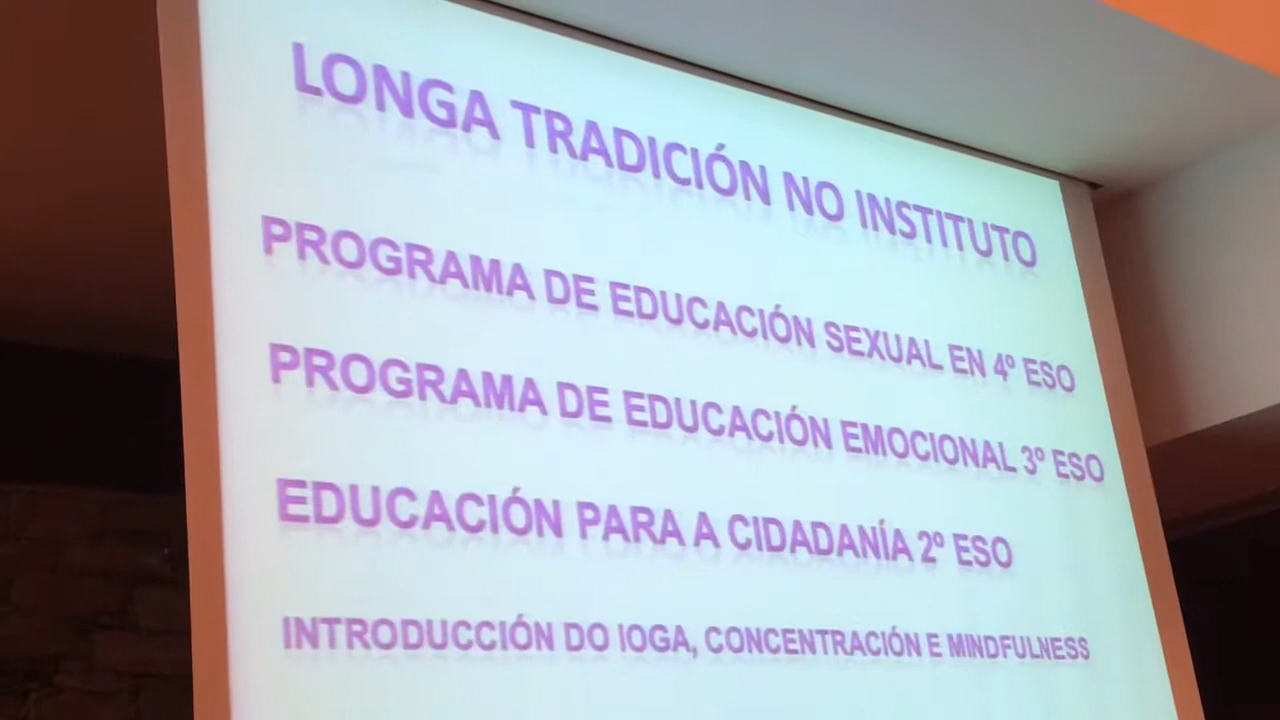 LONGA TRADICIÓN NO INSTITUTO
PROGRAMA DE EDUCACIÓN SEXUAL EN 4º ESO
PROGRAMA DE EDUCACIÓN EMOCIONAL 3º ESO
EDUCACIÓN PARA A CIDADANÍA 2º ESO
INTRODUCCIÓN DO IOGA, CONCENTRACIÓN E MINDFULNESS